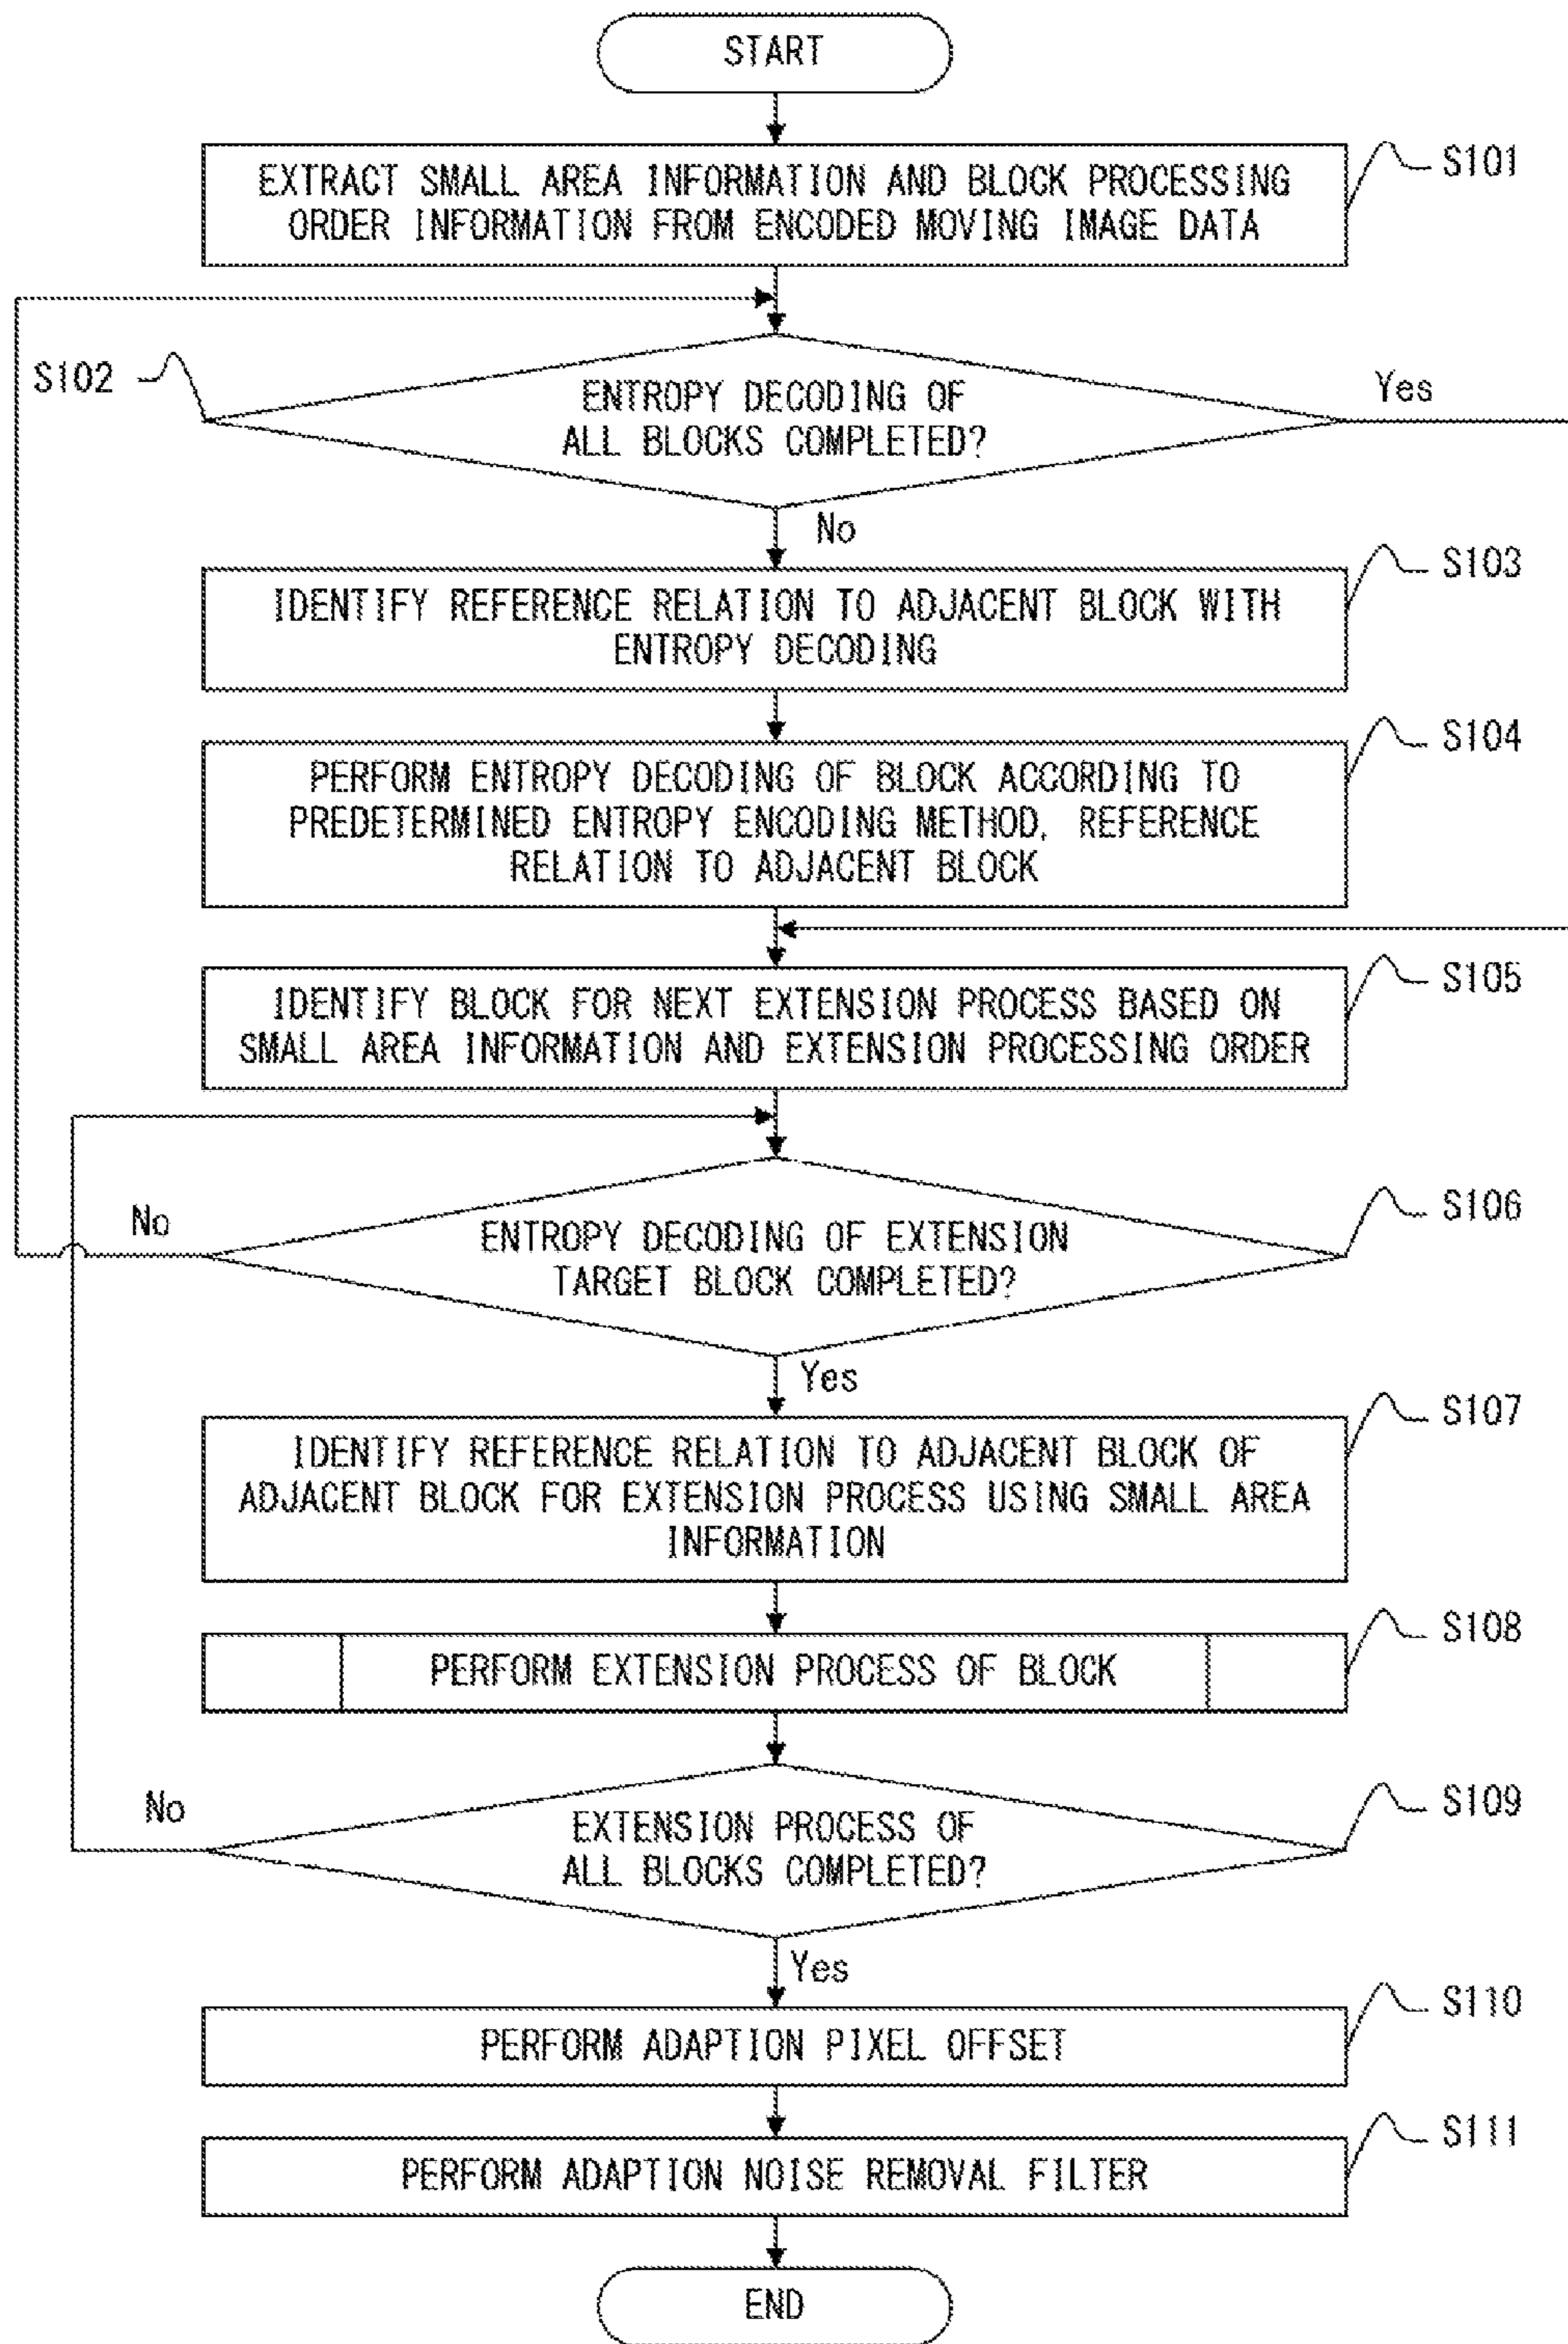 START
EXTRACT SMALL AREA INFORMATION AND BLOCK PROCESSING
ORDER INFORMATION FROM ENCODED MOVING IMAGE DATA
S101
S102
ENTROPY DECODING OF
ALL BLOCKS COMPLETED?
Yes
No
IDENTIFY REFERENCE RELATION TO ADJACENT BLOCK WITH
ENTROPY DECODING
S103
PERFORM ENTROPY DECODING OF BLOCK ACCORDING TO
PREDETERMINED ENTROPY ENCODING METHOD, REFERENCE
RELATION TO ADJACENT BLOCK
S104
IDENTIFY BLOCK FOR NEXT EXTENSION PROCESS BASED ON
SMALL AREA INFORMATION AND EXTENSION PROCESSING ORDER
S105
No
ENTROPY DECODING OF EXTENSION
TARGET BLOCK COMPLETED?
S106
Yes
IDENTIFY REFERENCE RELATION TO ADJACENT BLOCK OF
ADJACENT BLOCK FOR EXTENSION PROCESS USING SMALL AREA
INFORMATION
S107
PERFORM EXTENSION PROCESS OF BLOCK
S108
No
EXTENSION PROCESS OF
ALL BLOCKS COMPLETED?
S109
Yes
PERFORM ADAPTION PIXEL OFFSET
S110
PERFORM ADAPTION NOISE REMOVAL FILTER
S111
END